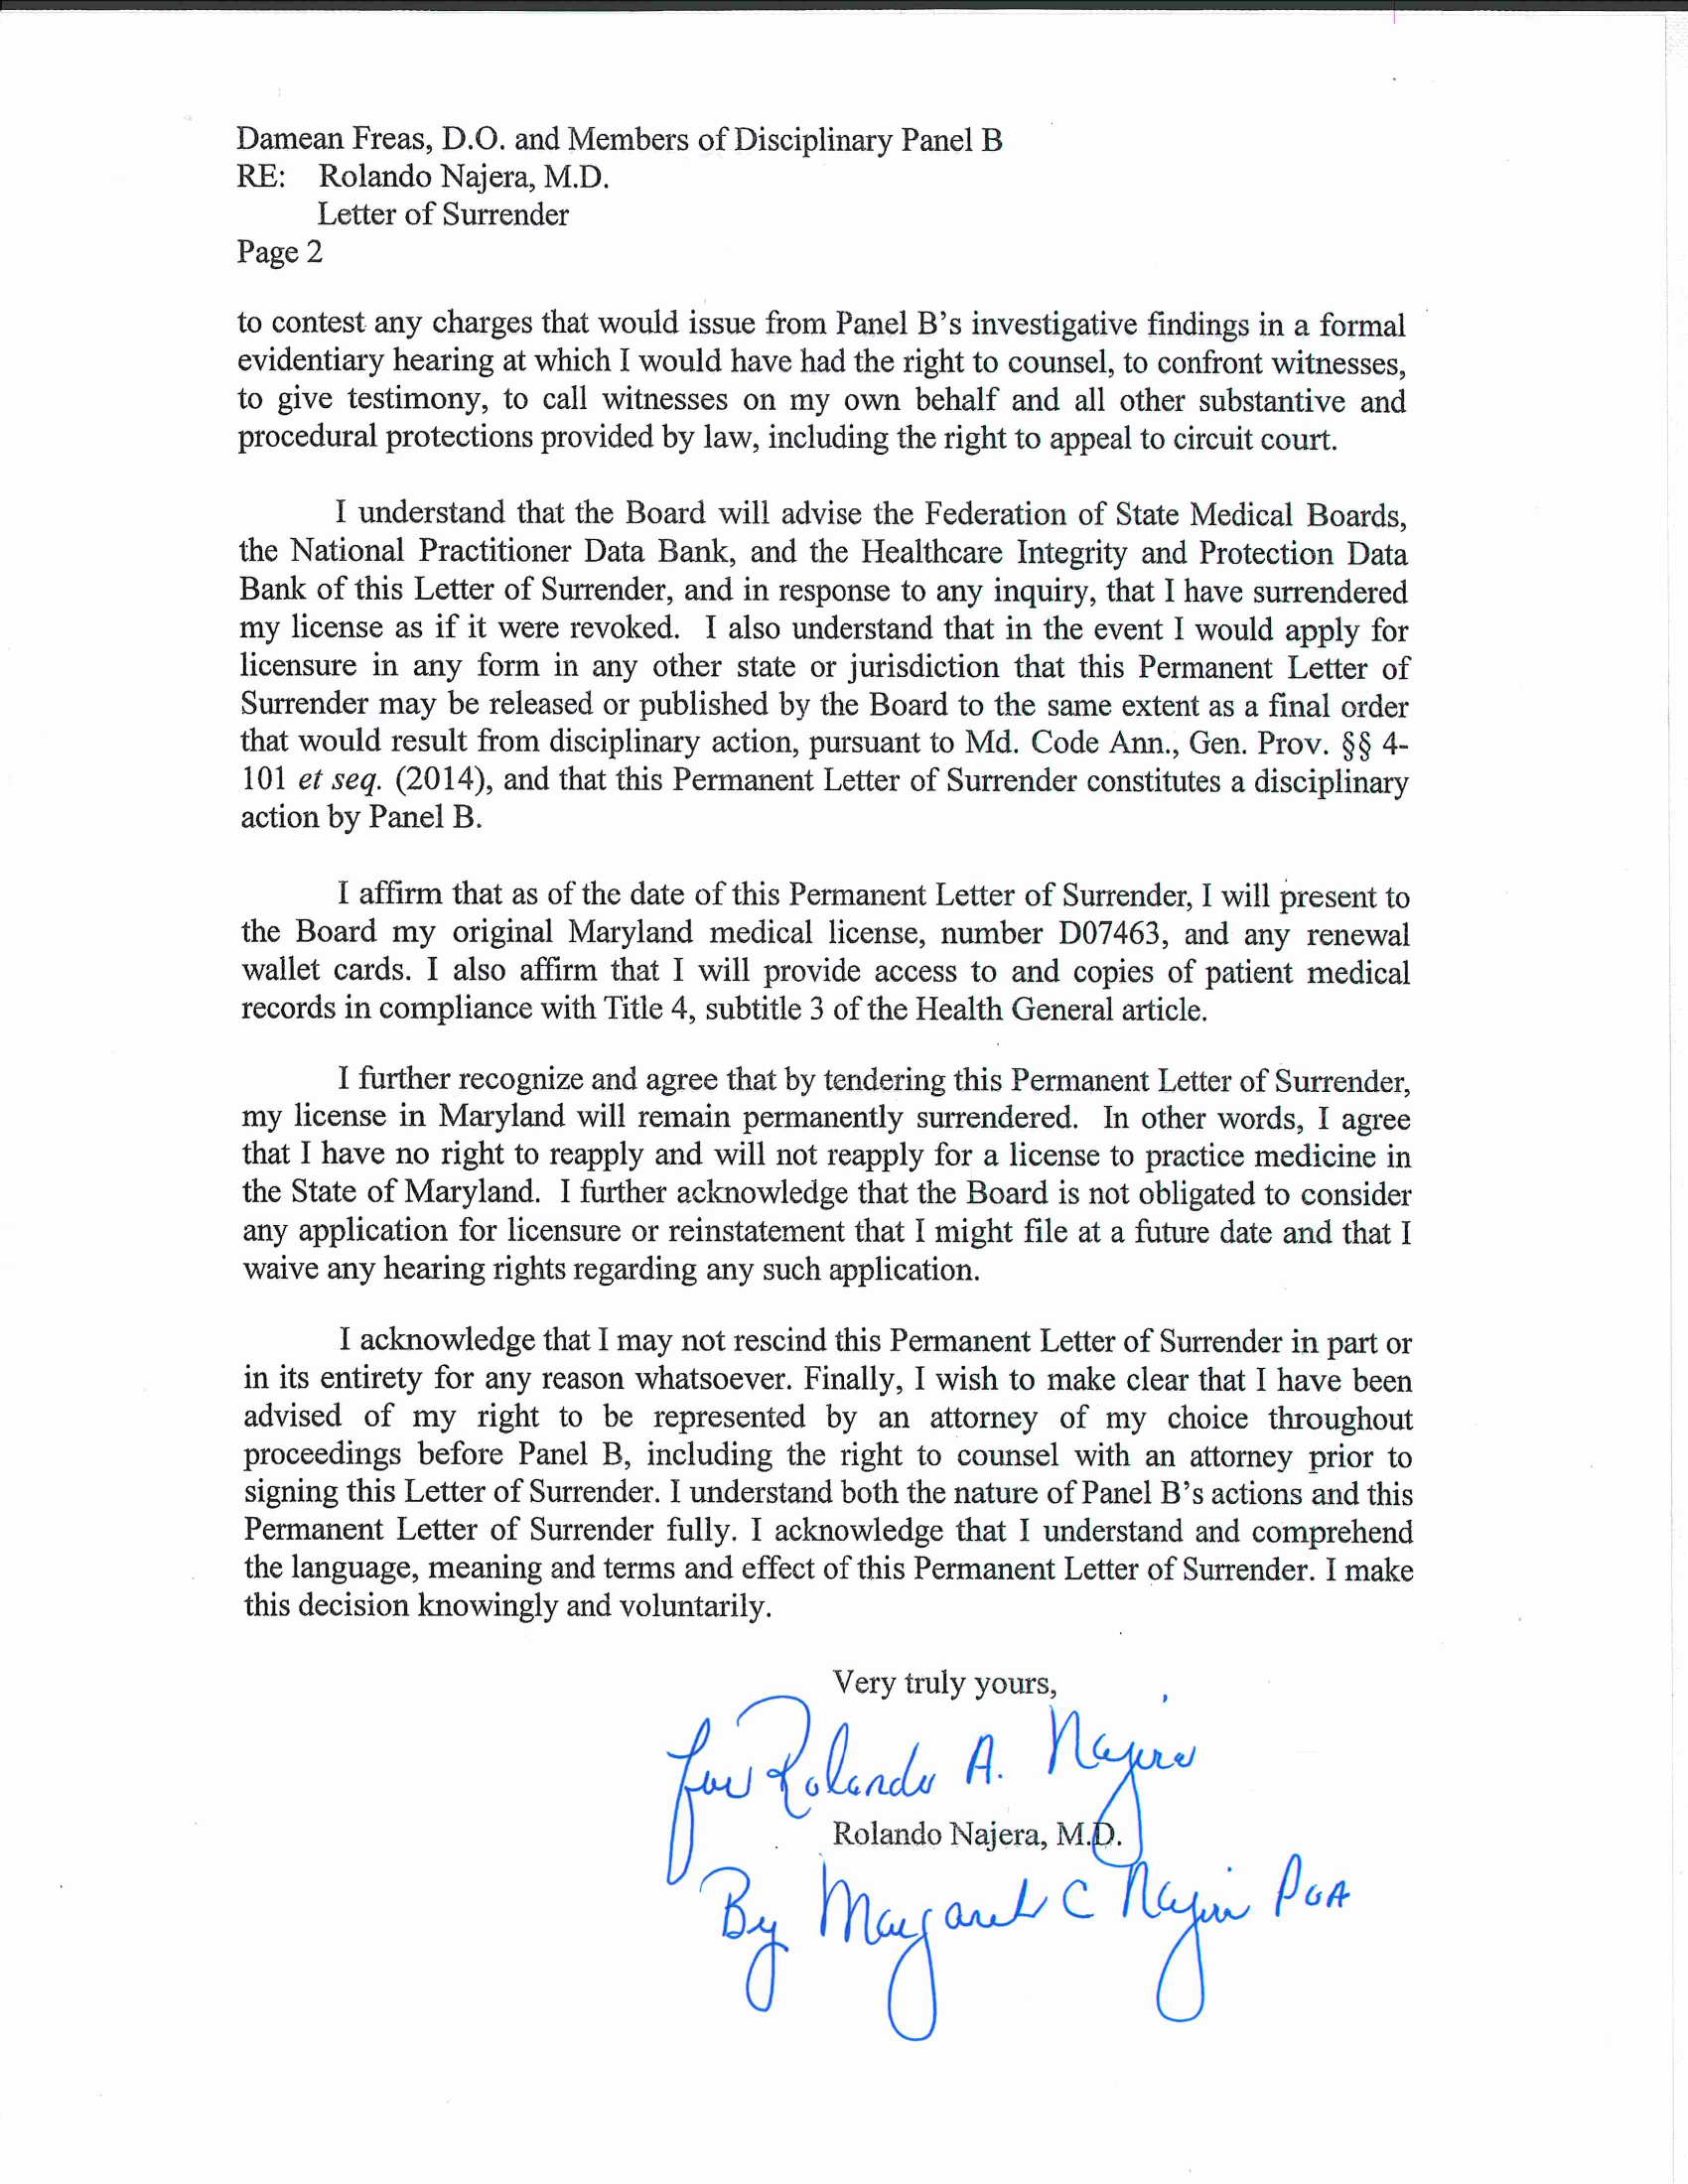 Damean Freas, D.O. and Members of Disciplinary Panel B
RE: Rolando Najera, M.D.
Letter of Surrender
Page 2
to contest any charges that would issue from Panel B's investigative findings in a formal
evidentiary hearing at which I would have had the right to counsel, to confront witnesses,
to give testimony, to call witnesses on my own behalf and all other substantive and
procedural protections provided by law, including the right to appeal to circuit court.
I understand that the Board will advise the Federation of State Medical Boards,
the National Practitioner Data Bank, and the Healthcare Integrity and Protection Data
Bank of this Letter of Surrender, and in response to any inquiry, that I have surrendered
my license as if it were revoked. I also understand that in the event I would apply for
licensure in any form in any other state or jurisdiction that this Permanent Letter of
Surrender may be released or published by the Board to the same extent as a final order
that would result from disciplinary action, pursuant to Md. Code Ann., Gen. Prov. §§ 4-
101 et seq. (2014), and that this Permanent Letter of Surrender constitutes a disciplinary
action by Panel B.
I affirm that as of the date of this Permanent Letter of Surrender, I will present to
the Board my original Maryland medical license, number D07463, and any renewal
wallet cards. I also affirm that I will provide access to and copies of patient medical
records in compliance with Title 4, subtitle 3 of the Health General article.
I further recognize and agree that by tendering this Permanent Letter of Surrender,
my license in Maryland will remain permanently surrendered. In other words, I agree
that I have no right to reapply and will not reapply for a license to practice medicine in
the State of Maryland. I further acknowledge that the Board is not obligated to consider
any application for licensure or reinstatement that I might file at a future date and that I
waive any hearing rights regarding any such application.
I acknowledge that I may not rescind this Permanent Letter of Surrender in part or
in its entirety for any reason whatsoever. Finally, I wish to make clear that I have been
advised of my right to be represented by an attorney of my choice throughout
proceedings before Panel B, including the right to counsel with an attorney prior to
signing this Letter of Surrender. I understand both the nature of Panel B's actions and this
Permanent Letter of Surrender fully. I acknowledge that I understand and comprehend
the language, meaning and terms and effect of this Permanent Letter of Surrender. I make
this decision knowingly and voluntarily.
Very truly yours,
for Rolando A. Najera
Rolando Najera, M.D.
By Margaret C Najera POA